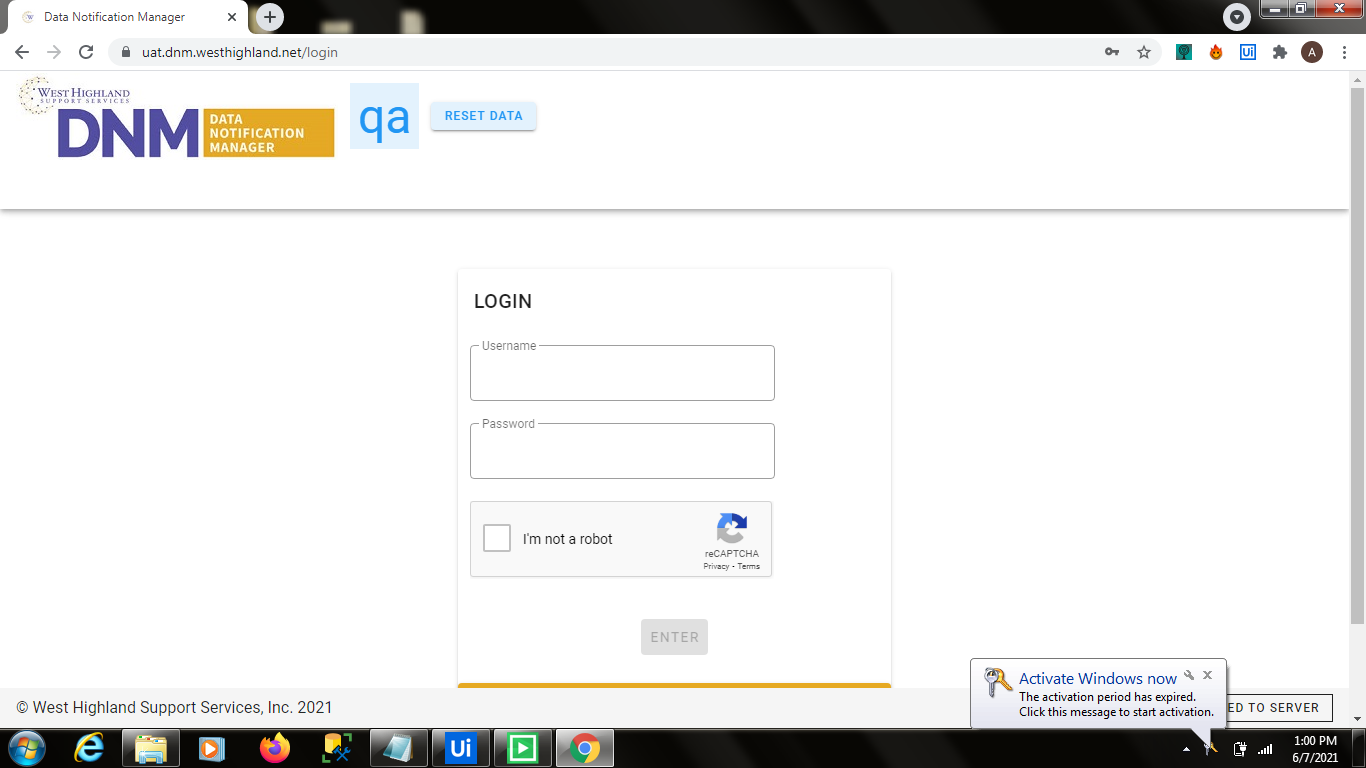 Data Notification Manager
uat.dnm.westhighland.net/login
Ui
A
WEST HIGHLAND
SUPPORT SERVICES
DNM
DATA
NOTIFICATION
MANAGER
qa
RESET DATA
LOGIN
Username
Password
I'm not a robot
reCAPTCHA
Privacy - Terms
ENTER
Activate Windows now
The activation period has expired.
Click this message to start activation.
© West Highland Support Services, Inc. 2021
ED TO SERVER
Ui
1:00 PM
6/7/2021